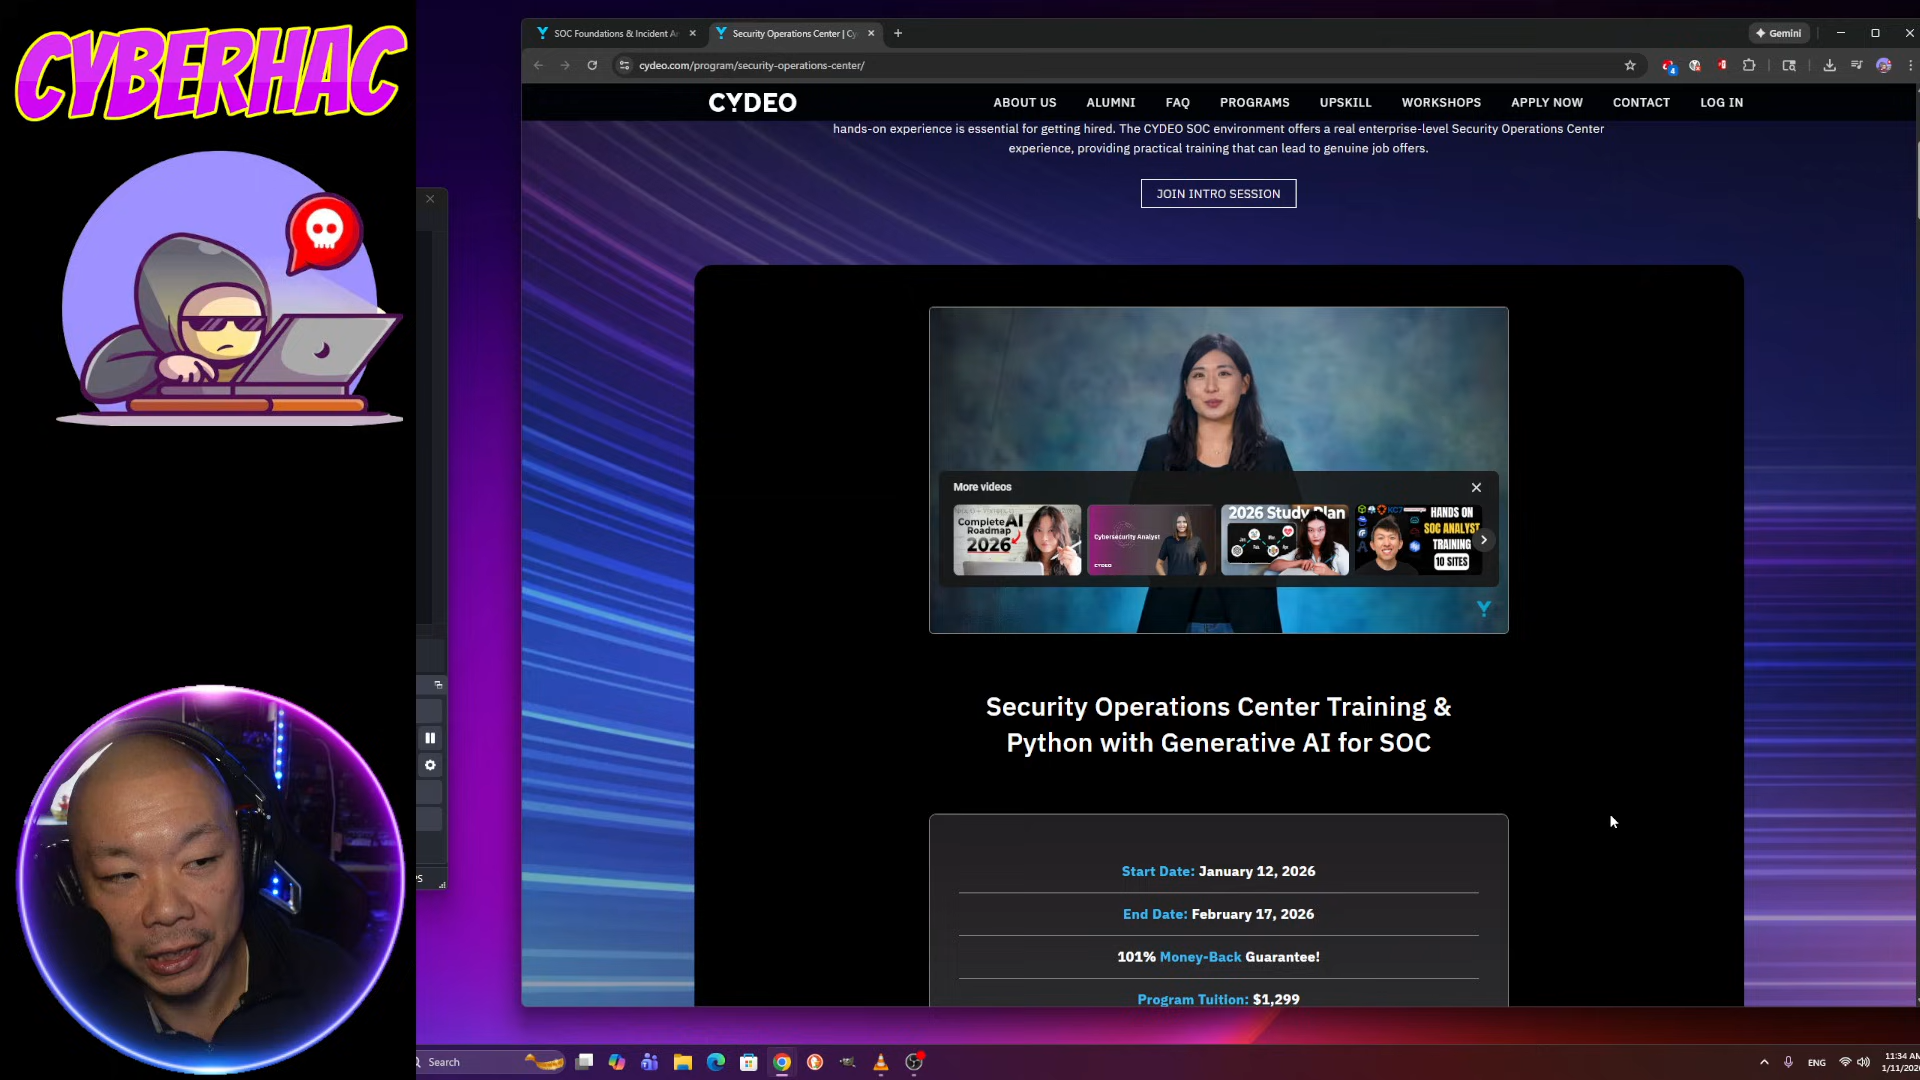 CYBERHAC
SOC Foundations & Incident Ar
Security Operations Center | Cy
Gemini
cydeo.com/program/security-operations-center/
4
CYDEO
ABOUT US
ALUMNI
FAQ
PROGRAMS
UPSKILL
WORKSHOPS
APPLY NOW
CONTACT
LOG IN
hands-on experience is essential for getting hired. The CYDEO SOC environment offers a real enterprise-level Security Operations Center
experience, providing practical training that can lead to genuine job offers.
JOIN INTRO SESSION
More videos
Complete AI
Roadmap
2026
Cybersecurity Analyst
CYDEO
2026 Study Plan
HANDS ON
SOC ANALYST
TRAINING
10 SITES
Security Operations Center Training &
Python with Generative AI for SOC
Start Date: January 12, 2026
End Date: February 17, 2026
101% Money-Back Guarantee!
Program Tuition: $1,299
PS
Search
ENG
11:34 AM
1/11/202